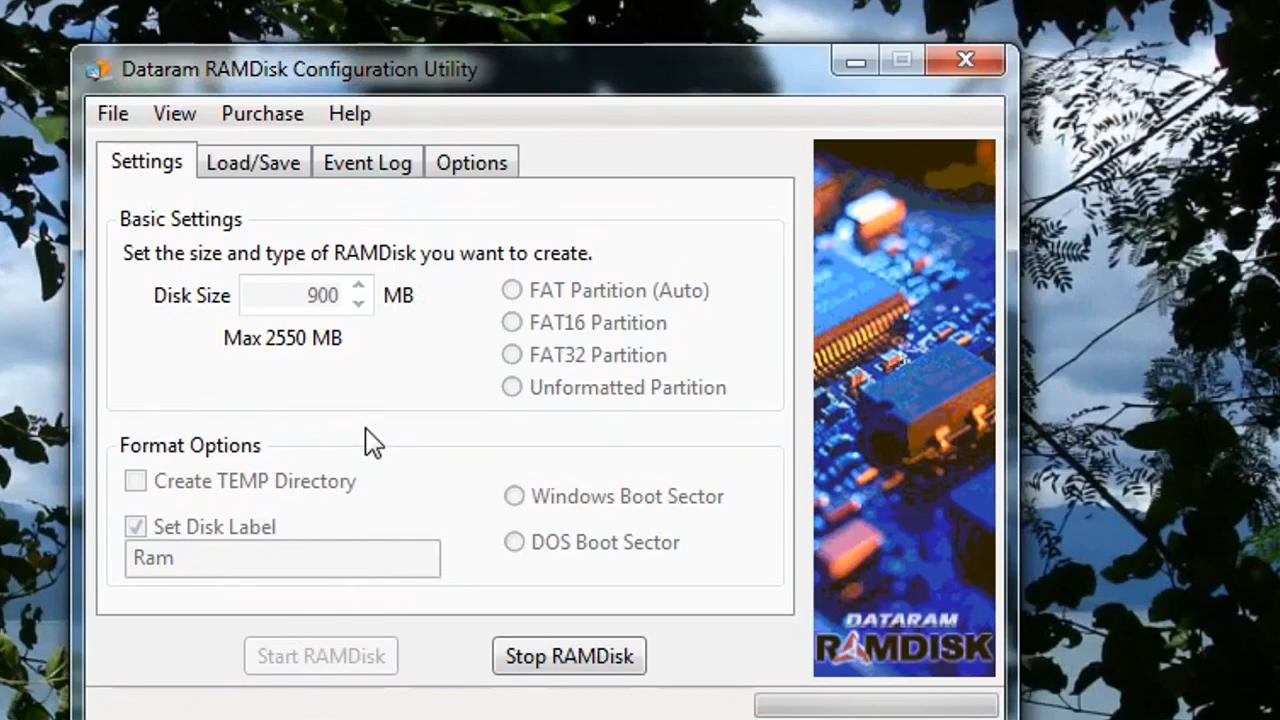 Dataram RAMDisk Configuration Utility
File View Purchase Help
Settings Load/Save Event Log Options
Basic Settings
Set the size and type of RAMDisk you want to create.
Disk Size 900 MB
Max 2550 MB
FAT Partition (Auto)
FAT16 Partition
FAT32 Partition
Unformatted Partition
Format Options
Create TEMP Directory
Set Disk Label
Ram
Windows Boot Sector
DOS Boot Sector
DATARAM
RAMDISK
Start RAMDisk Stop RAMDisk